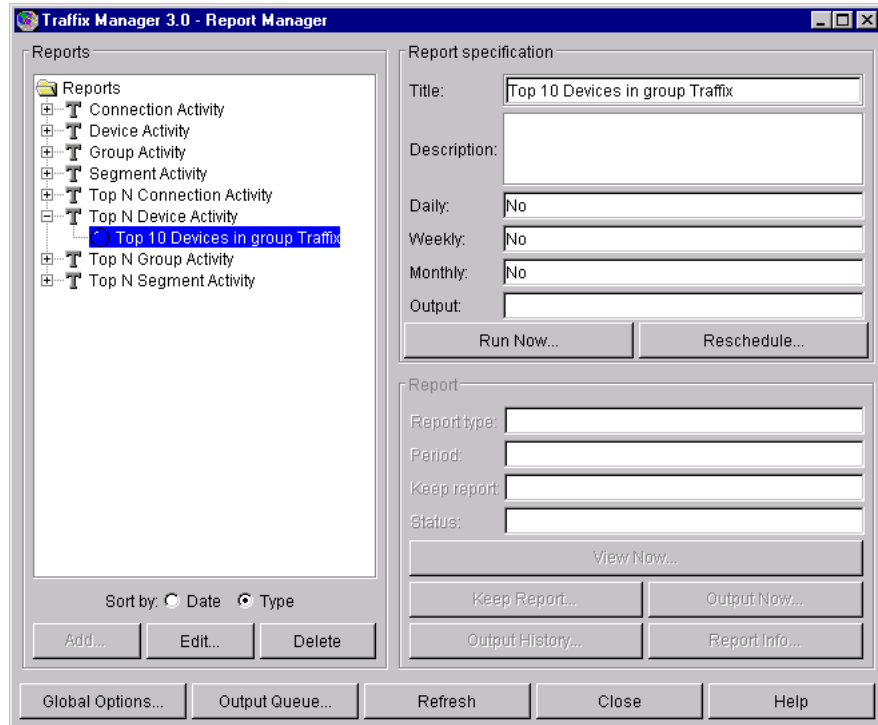 Traffix Manager 3.0 - Report Manager
Reports
Reports
T Connection Activity
T Device Activity
T Group Activity
T Segment Activity
T Top N Connection Activity
T Top N Device Activity
Top 10 Devices in group Traffix
T Top N Group Activity
T Top N Segment Activity
Sort by: Date Type
Add... Edit... Delete
Report specification
Title: Top 10 Devices in group Traffix
Description:
Daily: No
Weekly: No
Monthly: No
Output:
Run Now... Reschedule...
Report
Report type:
Period:
Keep report:
Status:
View Now...
Keep Report... Output Now...
Output History... Report Info...
Global Options... Output Queue... Refresh Close Help